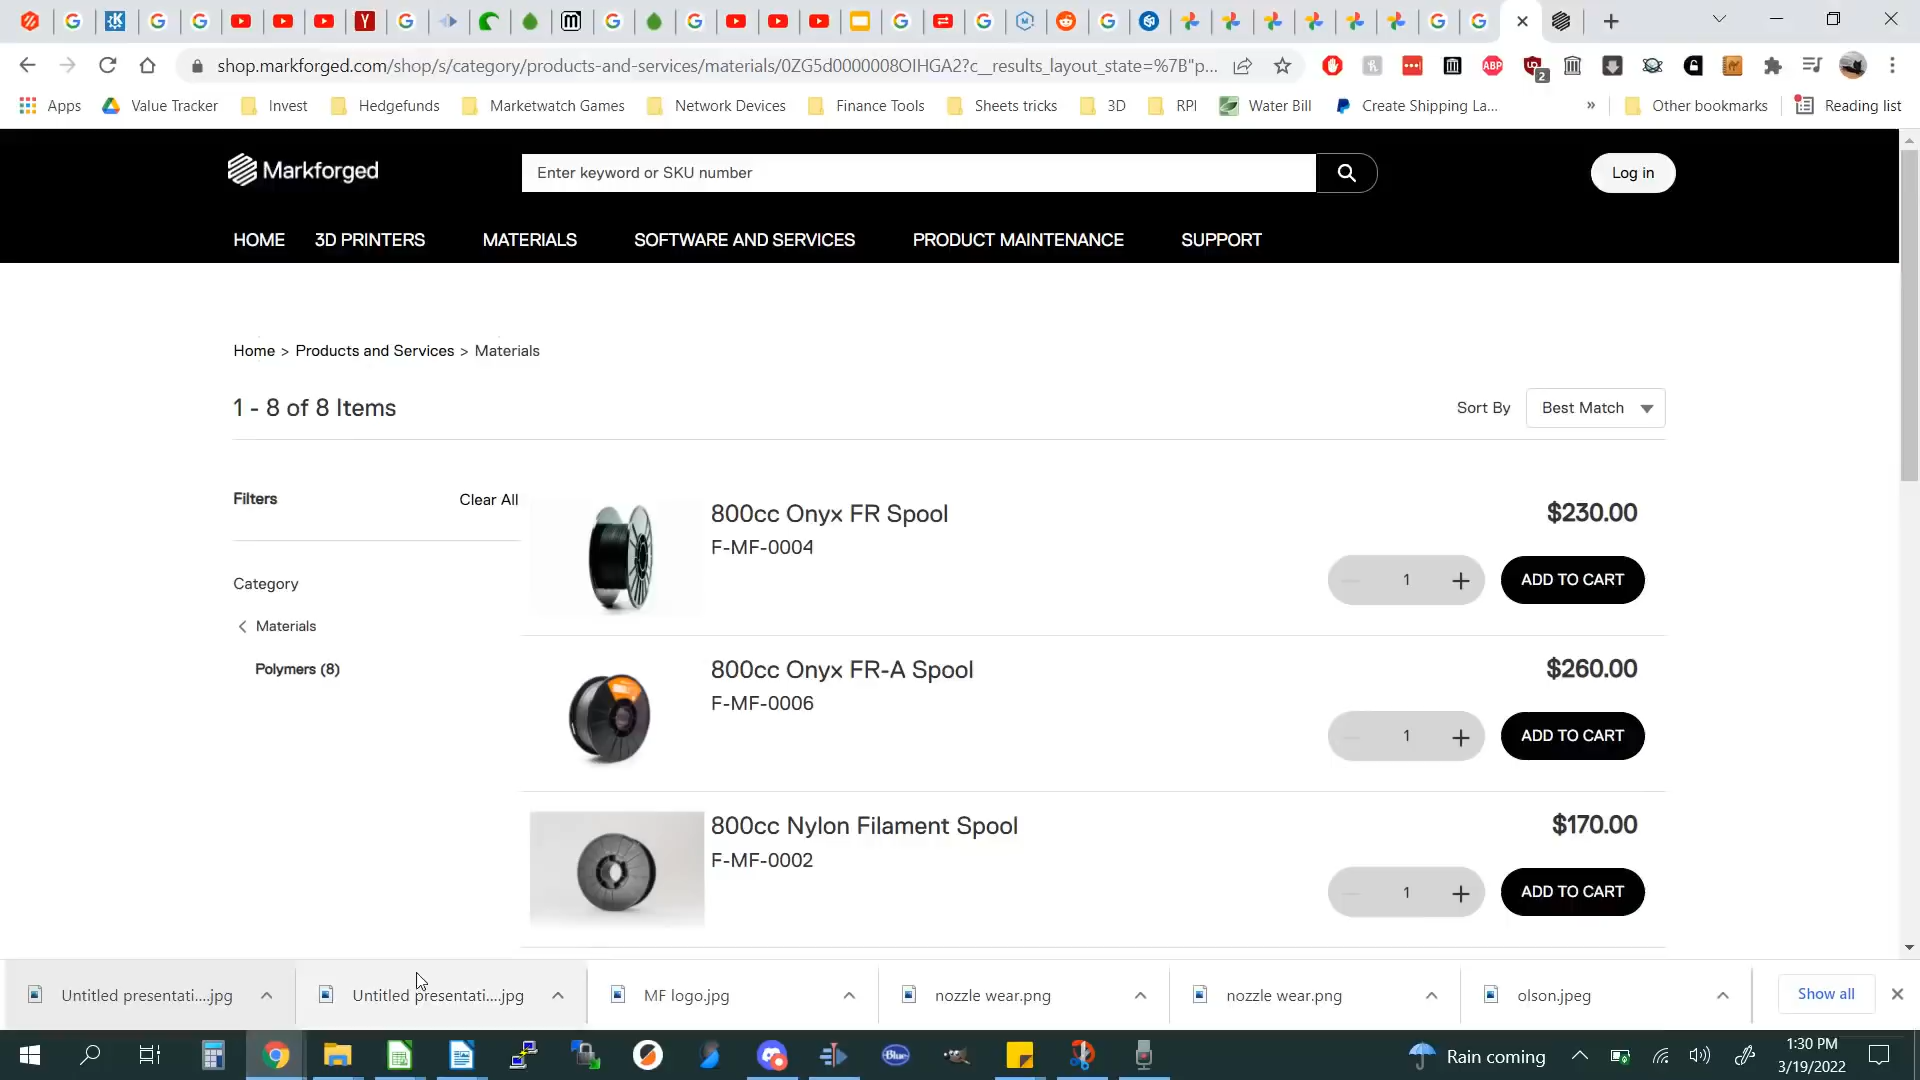 shop.markforged.com/shop/s/category/products-and-services/materials/0ZG5d0000008OIHGA2?c__results_layout_state=%7B"p...
2
Apps
Value Tracker
Invest
Hedgefunds
Marketwatch Games
Network Devices
Finance Tools
Sheets tricks
3D
RPI
Water Bill
Create Shipping La...
»
Other bookmarks
Reading list
Markforged
Enter keyword or SKU number
Log in
HOME
3D PRINTERS
MATERIALS
SOFTWARE AND SERVICES
PRODUCT MAINTENANCE
SUPPORT
Home > Products and Services > Materials
1 - 8 of 8 Items
Sort By
Best Match
Filters
Clear All
Category
Materials
Polymers (8)
800cc Onyx FR Spool
F-MF-0004
$230.00
1
ADD TO CART
800cc Onyx FR-A Spool
F-MF-0006
$260.00
1
ADD TO CART
800cc Nylon Filament Spool
F-MF-0002
$170.00
1
ADD TO CART
Untitled presentati....jpg
Untitled presentati....jpg
MF logo.jpg
nozzle wear.png
nozzle wear.png
olson.jpeg
Show all
Rain coming
1:30 PM
3/19/2022